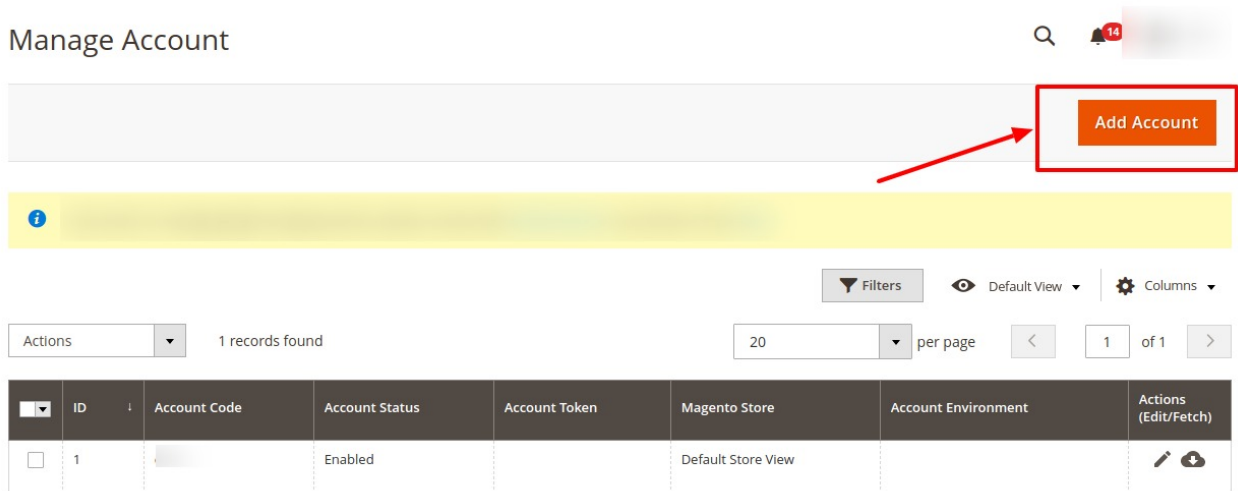 Manage Account
14
Add Account
Filters
Default View
Columns
Actions
1 records found
20
per page
1
of 1
ID
Account Code
Account Status
Account Token
Magento Store
Account Environment
Actions
(Edit/Fetch)
1
Enabled
Default Store View